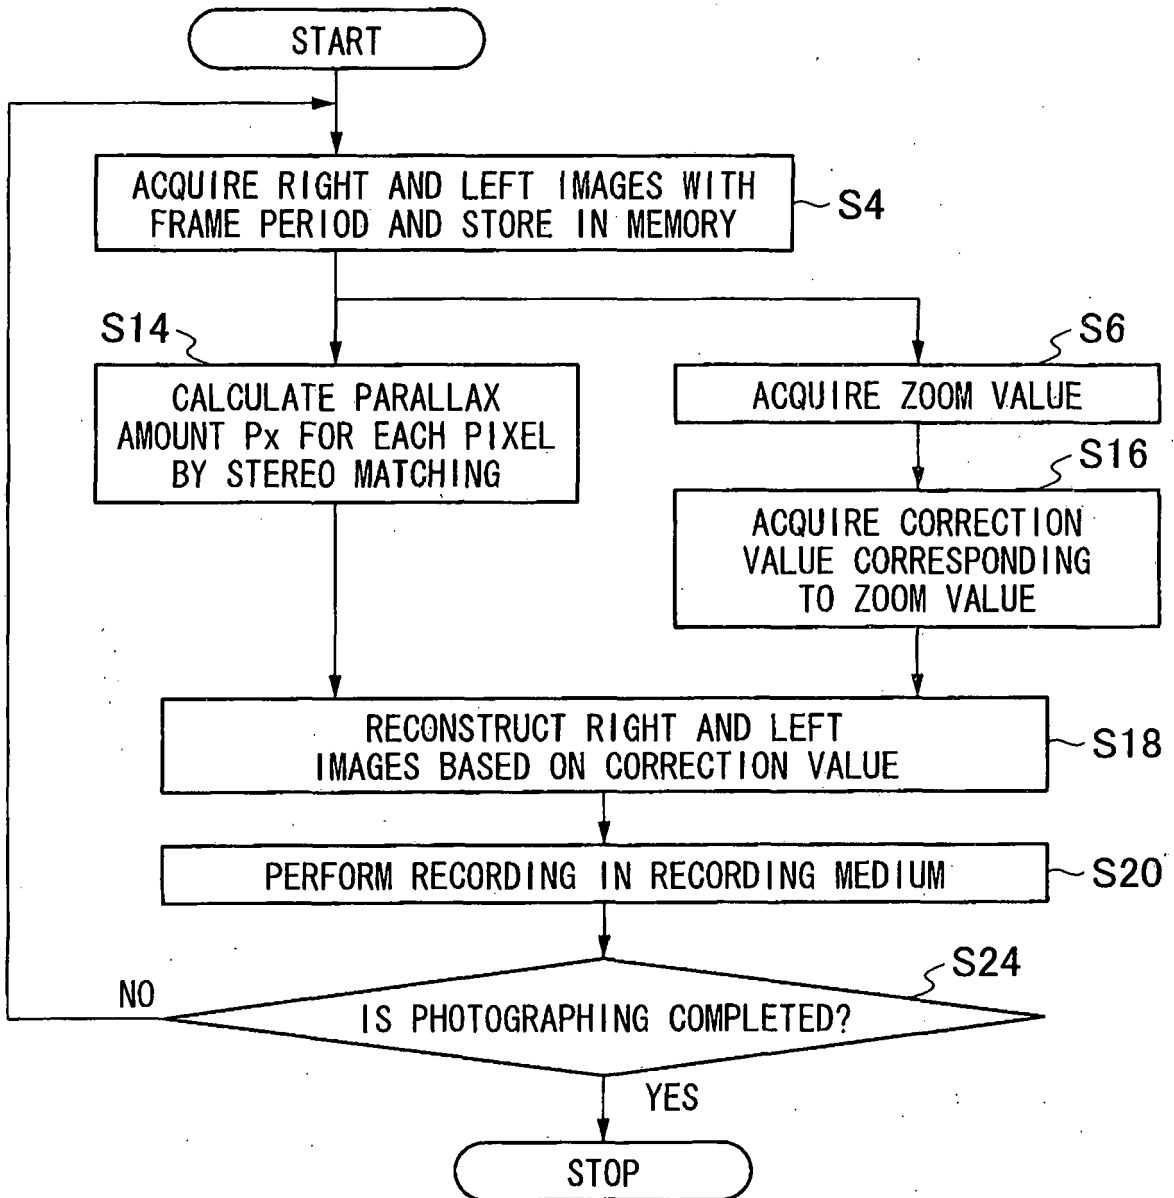 START
ACQUIRE RIGHT AND LEFT IMAGES WITH
FRAME PERIOD AND STORE IN MEMORY
S4
S14
CALCULATE PARALLAX
AMOUNT Px FOR EACH PIXEL
BY STEREO MATCHING
S6
ACQUIRE ZOOM VALUE
S16
ACQUIRE CORRECTION
VALUE CORRESPONDING
TO ZOOM VALUE
RECONSTRUCT RIGHT AND LEFT
IMAGES BASED ON CORRECTION VALUE
S18
PERFORM RECORDING IN RECORDING MEDIUM
S20
S24
NO
IS PHOTOGRAPHING COMPLETED?
YES
STOP